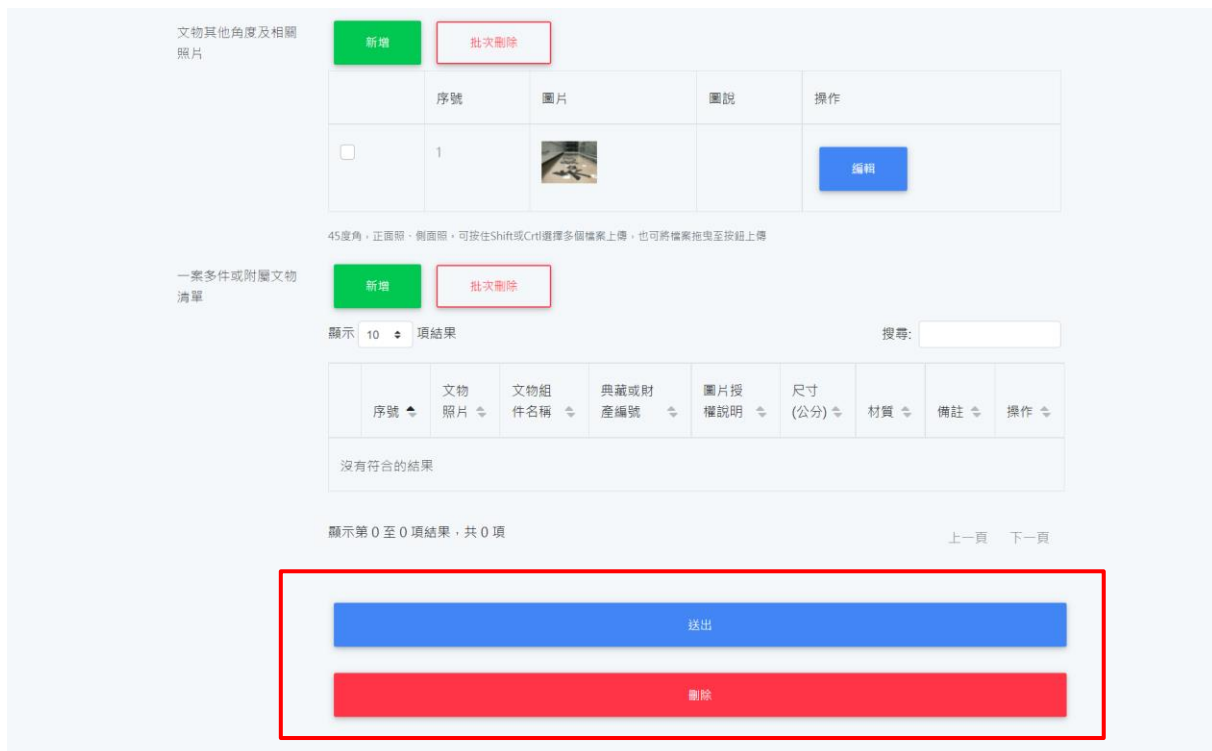 文物其他角度及相關
照片
新增
批次刪除
序號 圖片 圖說 操作
1
編輯
45度角，正面照、側面照，可按住Shift或Crtl選擇多個檔案上傳，也可將檔案拖曳至按鈕上傳
一案多件或附屬文物
清單
新增
批次刪除
顯示 10 項結果
搜尋:
序號 文物
照片 文物組
件名稱 典藏或財
產編號 圖片授
權說明 尺寸
(公分) 材質 備註 操作
沒有符合的結果
顯示第 0 至 0 項結果，共 0 項
上一頁 下一頁
送出
刪除